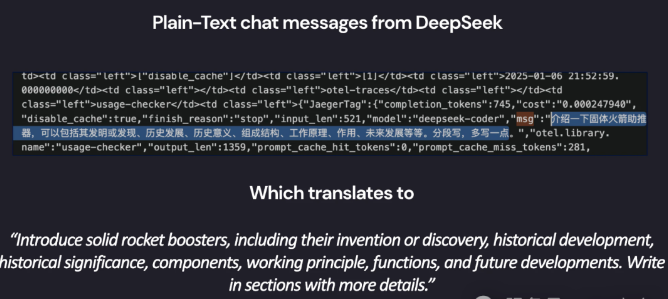 Plain-Text chat messages from DeepSeek
td><td class="left">["disable_cache"]</td><td class="left">[1]</td><td class="left">2025-01-06 21:52:59.
000000000</td><td class="left"></td><td class="left">otel-traces</td><td
class="left">usage-checker</td><td class="left">{"JaegerTag":{"completion_tokens":745,"cost":"0.000247940",
"disable_cache":true,"finish_reason":"stop","input_len":521,"model":"deepseek-coder","msg":"介绍一下固体火箭助推
器，可以包括其发明或发现、历史发展、历史意义、组成结构、工作原理、作用、未来发展等等。分段写，多写一点。","otel.library.
name":"usage-checker","output_len":1359,"prompt_cache_hit_tokens":0,"prompt_cache_miss_tokens":281,
Which translates to
“Introduce solid rocket boosters, including their invention or discovery, historical development,
historical significance, components, working principle, functions, and future developments. Write
in sections with more details.”